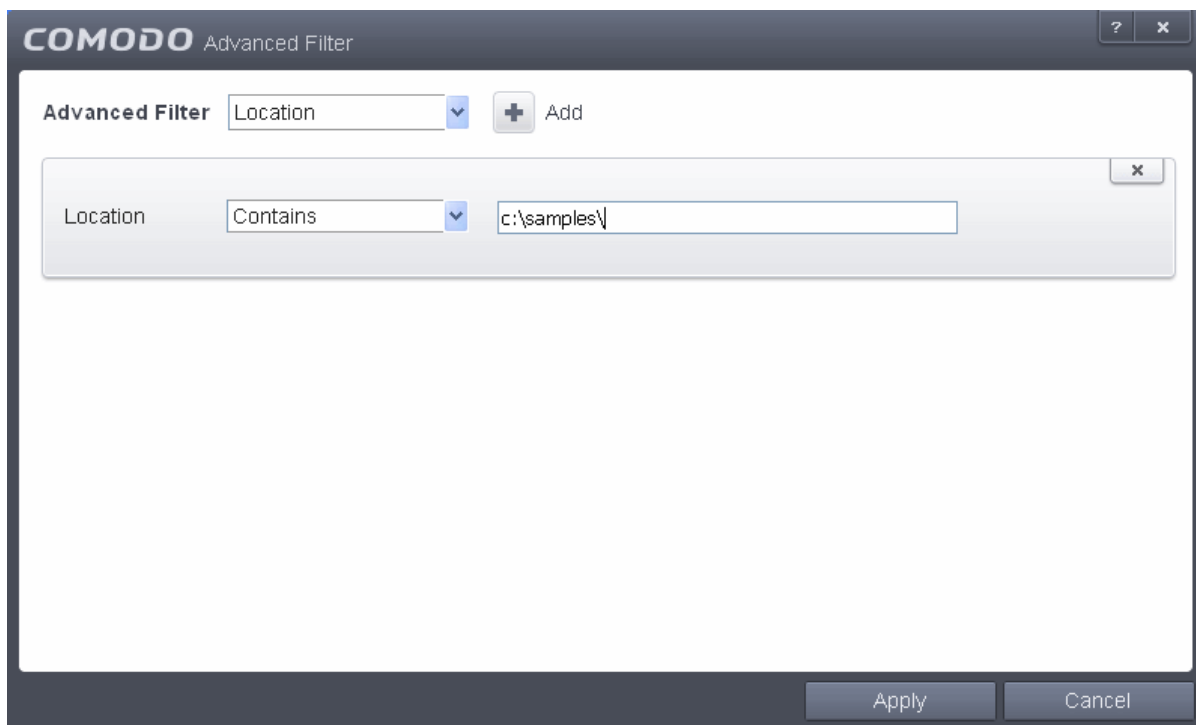 COMODO Advanced Filter ? x
Advanced Filter Location + Add
x
Location Contains c:\samples\
Apply Cancel